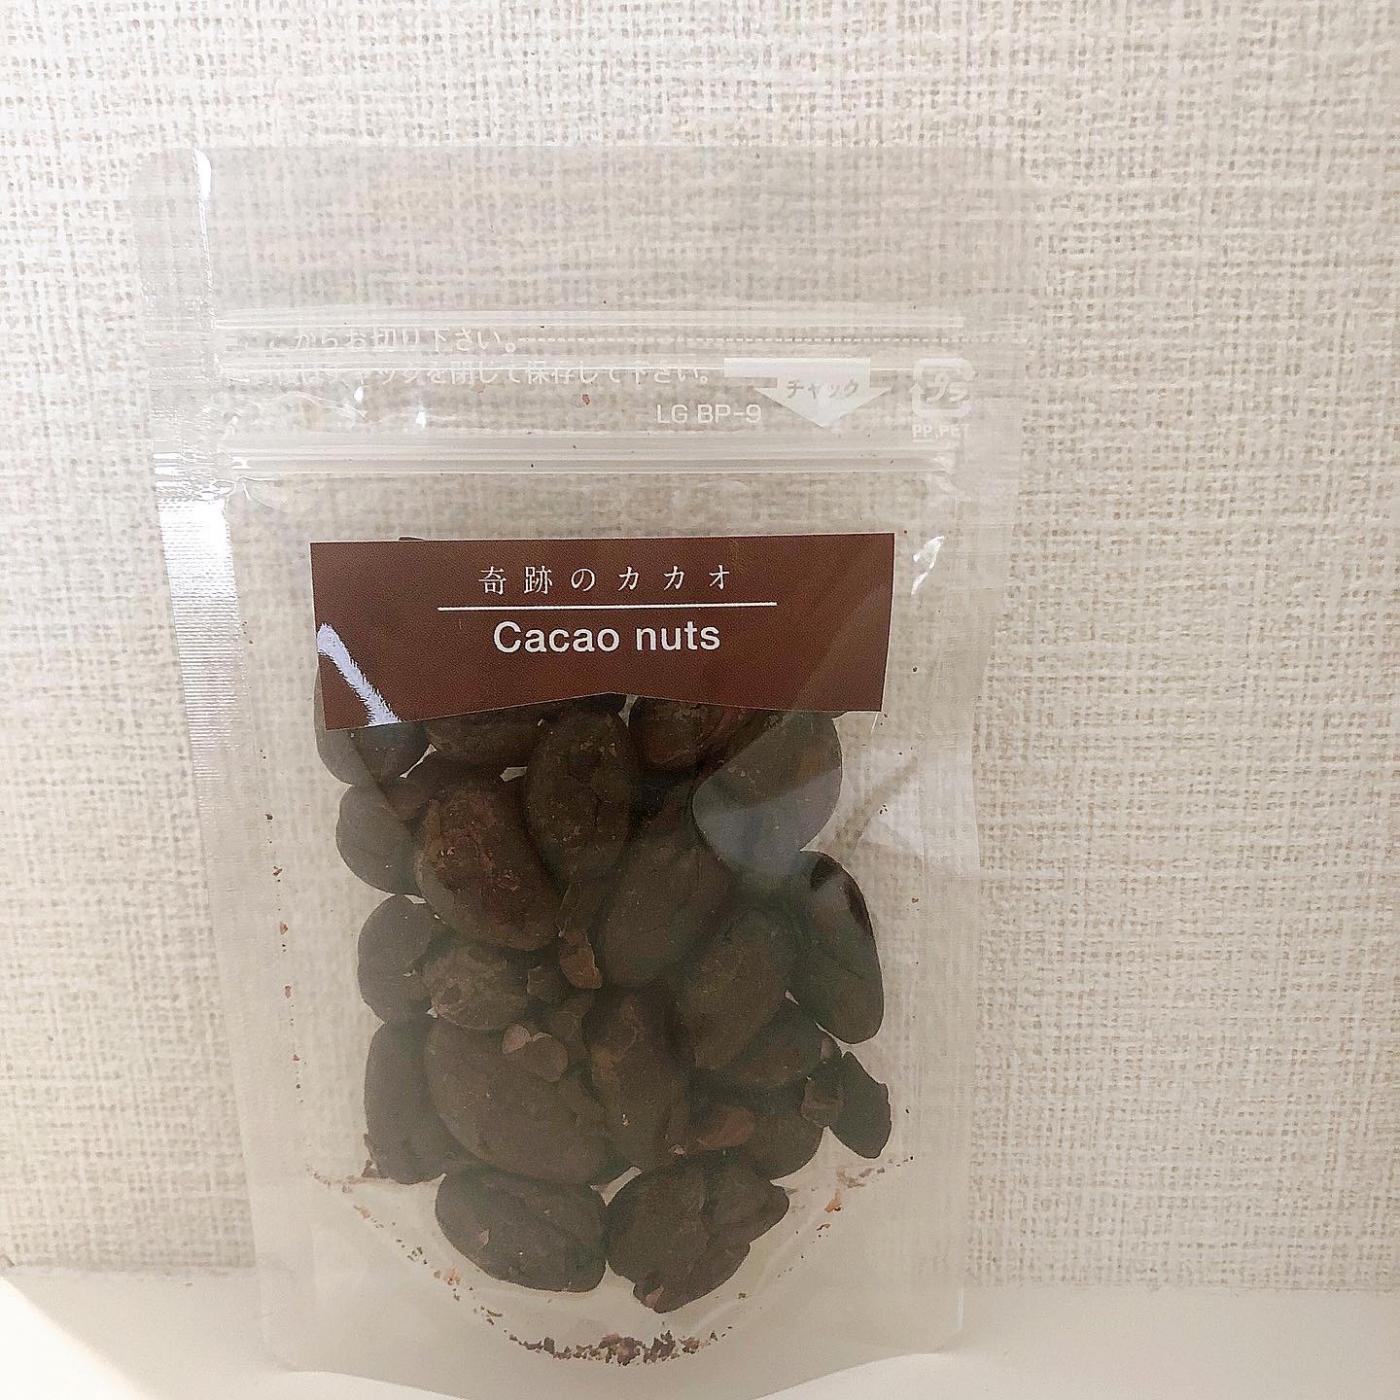 からお切り下さい。
チャックを閉じて保存して下さい。
チャック
プラ
LG BP-9
PP,PET
奇跡のカカオ
Cacao nuts